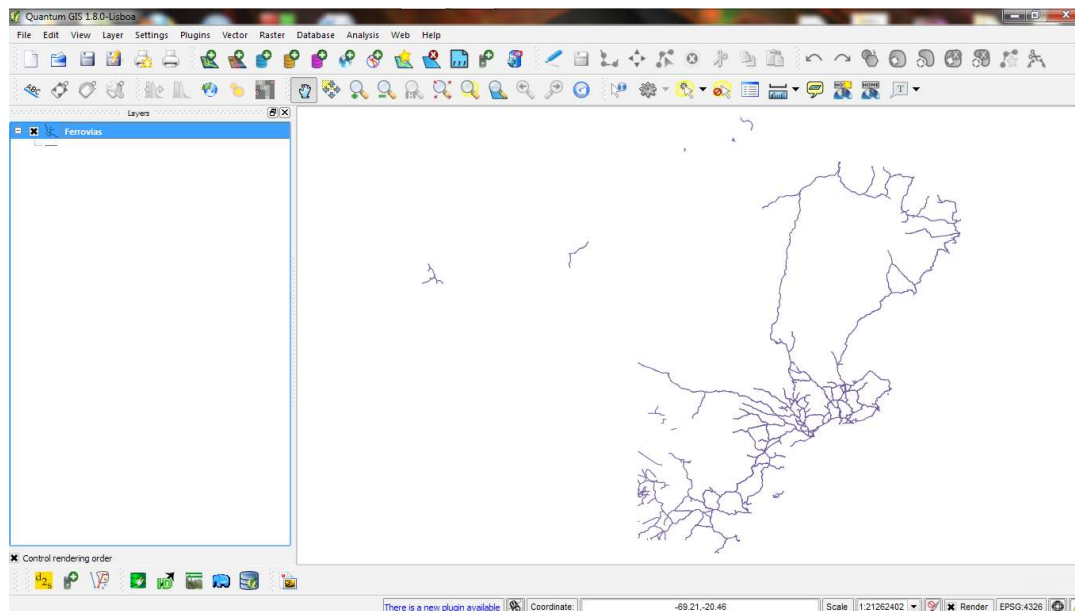 Quantum GIS 1.8.0-Lisboa
File Edit View Layer Settings Plugins Vector Raster Database Analysis Web Help
Layers
Ferrovias
Control rendering order
There is a new plugin available Coordinate: -69.21,-20.46 Scale 1:21262402 Render EPSG:4326